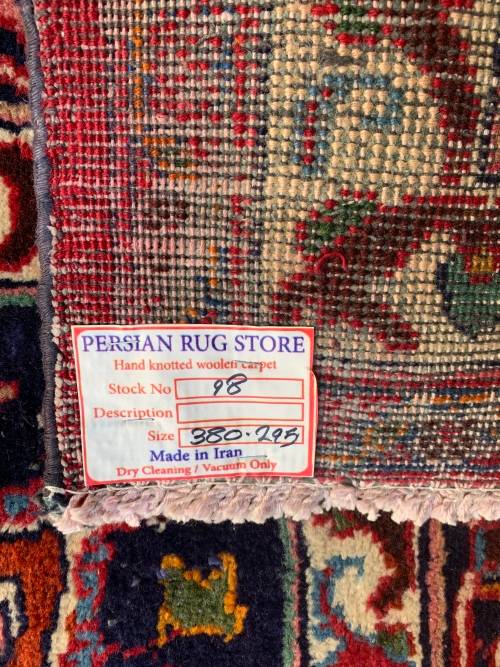 PERSIAN RUG STORE
Hand knotted woolen carpet
Stock No 98
Description
Size 380.295
Made in Iran
Dry Cleaning / Vacuum Only